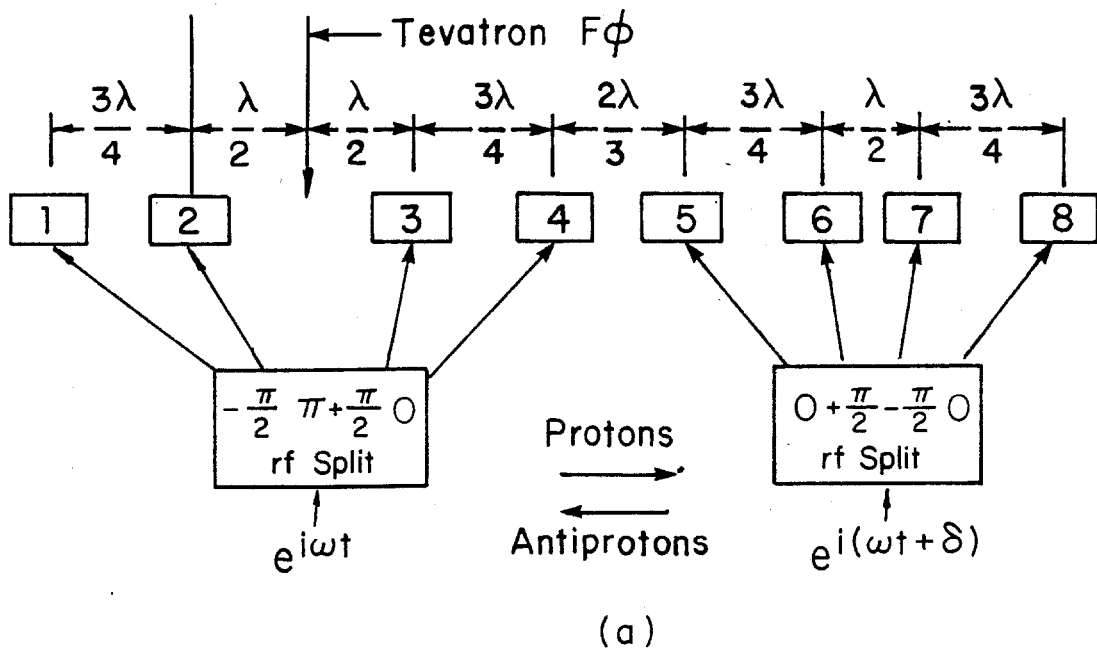 Tevatron Fϕ
3λ/4 λ/2 λ/2 3λ/4 2λ/3 3λ/4 λ/2 3λ/4
1 2 3 4 5 6 7 8
-π/2 π +π/2 0
rf Split
0 +π/2 -π/2 0
rf Split
Protons
Antiprotons
e^{iωt}
e^{i(ωt+δ)}
(a)